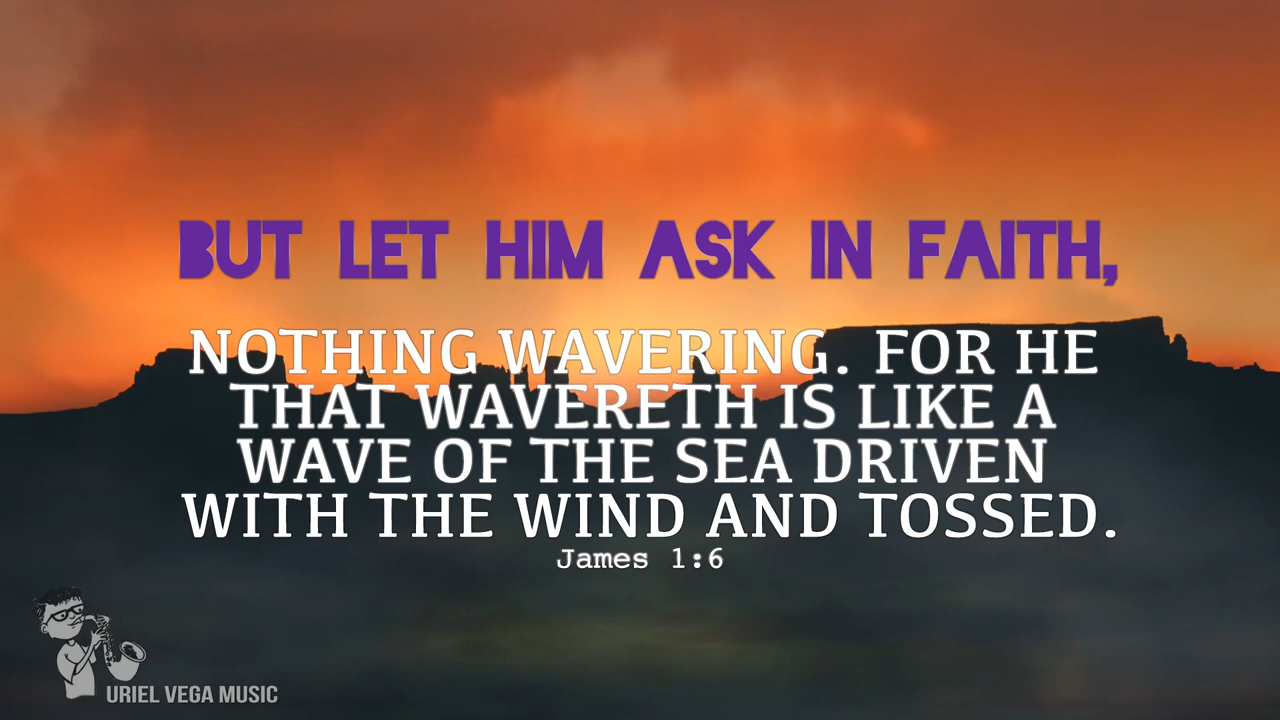 BUT LET HIM ASK IN FAITH,
NOTHING WAVERING. FOR HE
THAT WAVERETH IS LIKE A
WAVE OF THE SEA DRIVEN
WITH THE WIND AND TOSSED.
James 1:6
URIEL VEGA MUSIC